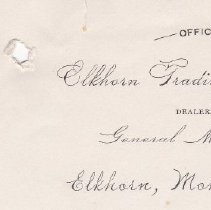 OFFIC
Elkhorn Tradi
DEALER
General M
Elkhorn, Mon